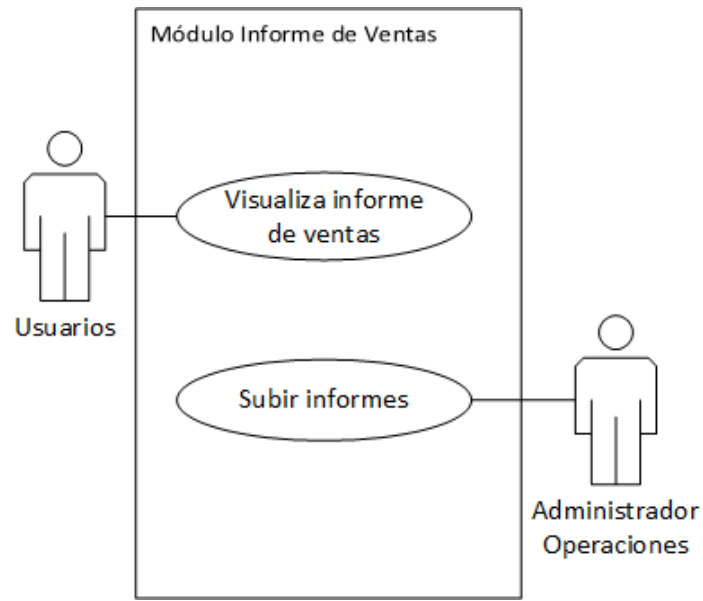 Módulo Informe de Ventas
Visualiza informe
de ventas
Usuarios
Subir informes
Administrador
Operaciones